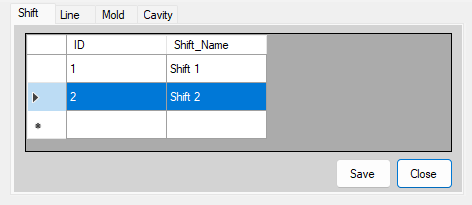 Shift Line Mold Cavity
ID Shift_Name
1 Shift 1
2 Shift 2
*
Save Close